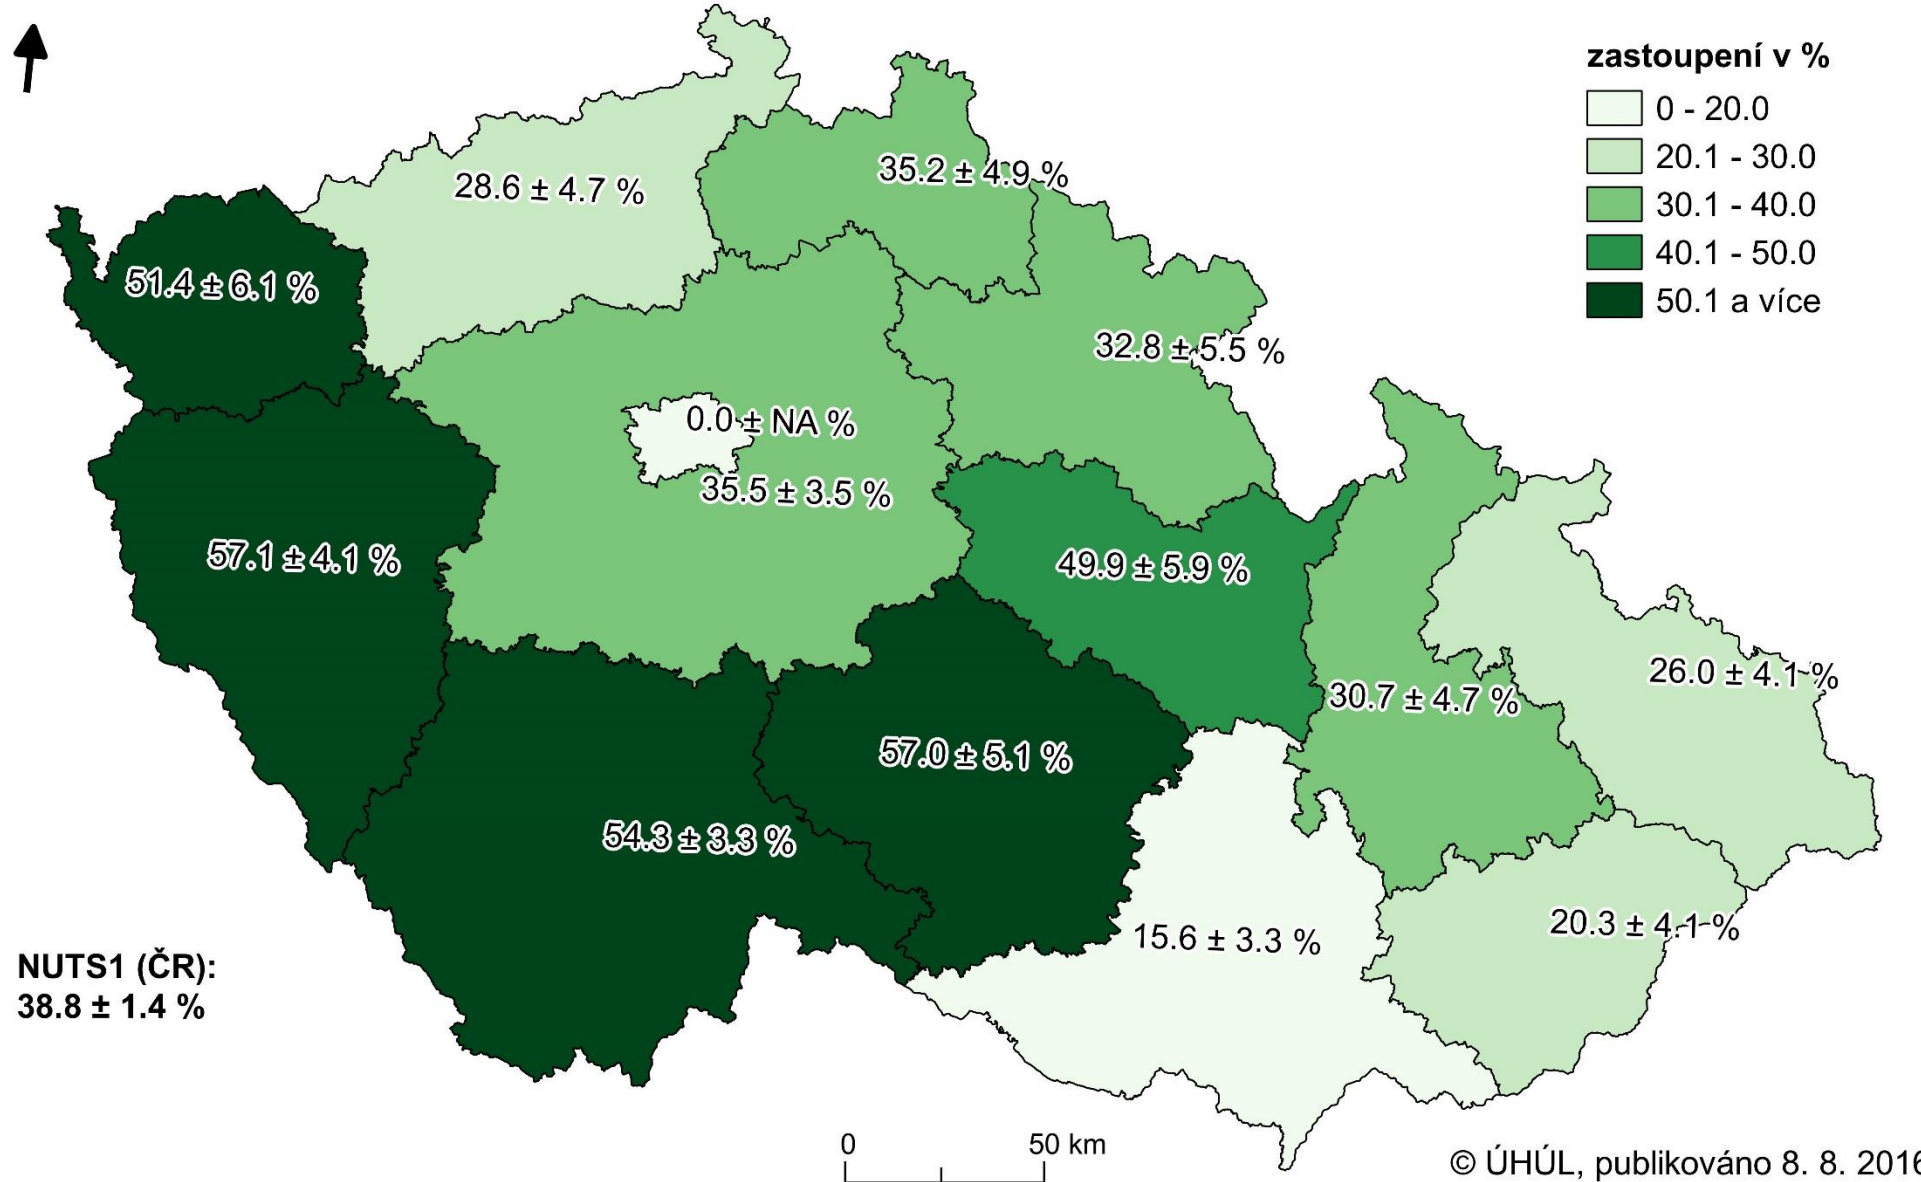 zastoupení v %
0 - 20.0
20.1 - 30.0
30.1 - 40.0
40.1 - 50.0
50.1 a více
35.2 ± 4.9 %
28.6 ± 4.7 %
51.4 ± 6.1 %
32.8 ± 5.5 %
0.0 ± NA %
35.5 ± 3.5 %
57.1 ± 4.1 %
49.9 ± 5.9 %
26.0 ± 4.1 %
30.7 ± 4.7 %
57.0 ± 5.1 %
54.3 ± 3.3 %
20.3 ± 4.1 %
15.6 ± 3.3 %
NUTS1 (ČR):
38.8 ± 1.4 %
0 50 km
© ÚHÚL, publikováno 8. 8. 2016